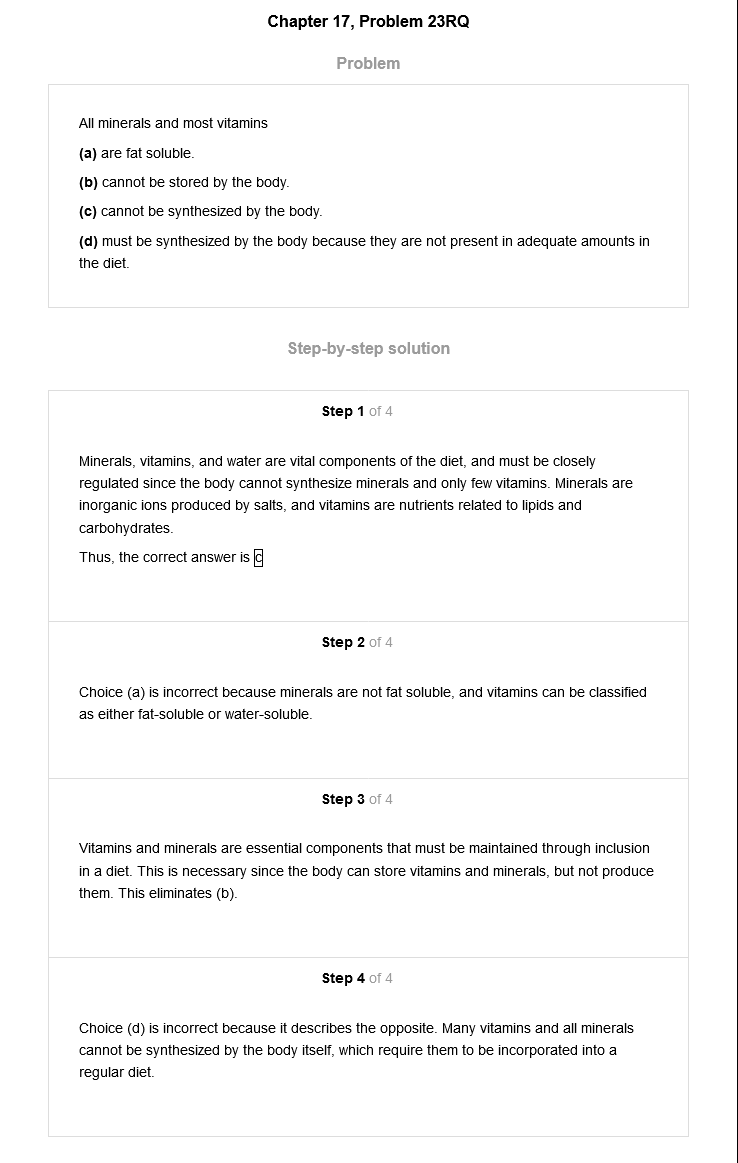 Chapter 17, Problem 23RQ
Problem
All minerals and most vitamins
(a) are fat soluble.
(b) cannot be stored by the body.
(c) cannot be synthesized by the body.
(d) must be synthesized by the body because they are not present in adequate amounts in
the diet.
Step-by-step solution
Step 1 of 4
Minerals, vitamins, and water are vital components of the diet, and must be closely
regulated since the body cannot synthesize minerals and only few vitamins. Minerals are
inorganic ions produced by salts, and vitamins are nutrients related to lipids and
carbohydrates.
Thus, the correct answer is c
Step 2 of 4
Choice (a) is incorrect because minerals are not fat soluble, and vitamins can be classified
as either fat-soluble or water-soluble.
Step 3 of 4
Vitamins and minerals are essential components that must be maintained through inclusion
in a diet. This is necessary since the body can store vitamins and minerals, but not produce
them. This eliminates (b).
Step 4 of 4
Choice (d) is incorrect because it describes the opposite. Many vitamins and all minerals
cannot be synthesized by the body itself, which require them to be incorporated into a
regular diet.